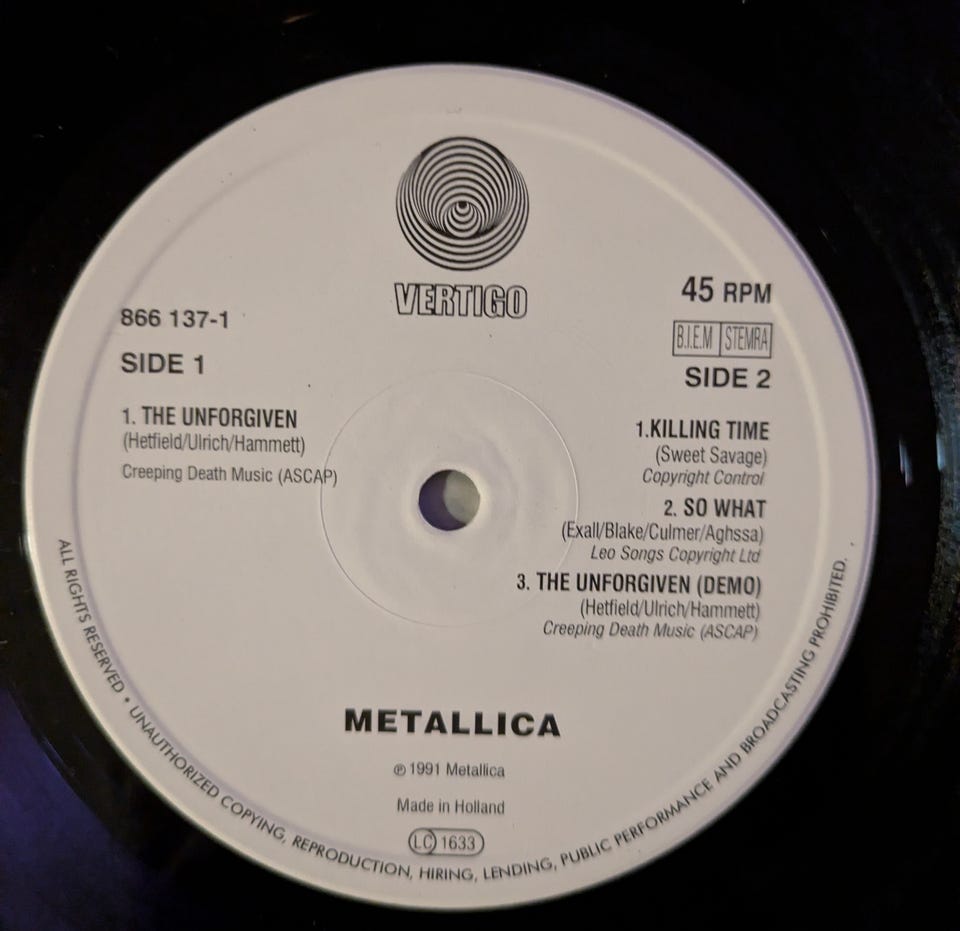 VERTIGO
866 137-1
SIDE 1
1. THE UNFORGIVEN
(Hetfield/Ulrich/Hammett)
Creeping Death Music (ASCAP)
45 RPM
B.I.E.M STEMRA
SIDE 2
1.KILLING TIME
(Sweet Savage)
Copyright Control
2. SO WHAT
(Exall/Blake/Culmer/Aghssa)
Leo Songs Copyright Ltd
3. THE UNFORGIVEN (DEMO)
(Hetfield/Ulrich/Hammett)
Creeping Death Music (ASCAP)
METALLICA
℗ 1991 Metallica
Made in Holland
LC 1633
ALL RIGHTS RESERVED • UNAUTHORIZED COPYING, REPRODUCTION, HIRING, LENDING, PUBLIC PERFORMANCE AND BROADCASTING PROHIBITED.